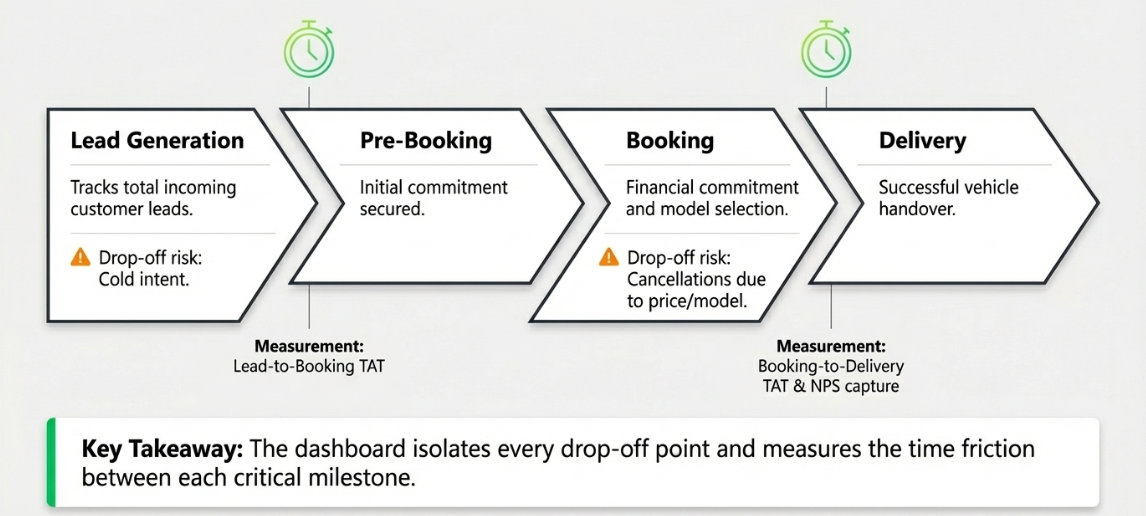 Lead Generation
Tracks total incoming
customer leads.
Drop-off risk:
Cold intent.
Pre-Booking
Initial commitment
secured.
Booking
Financial commitment
and model selection.
Drop-off risk:
Cancellations due
to price/model.
Delivery
Successful vehicle
handover.
Measurement:
Lead-to-Booking TAT
Measurement:
Booking-to-Delivery
TAT & NPS capture
Key Takeaway: The dashboard isolates every drop-off point and measures the time friction
between each critical milestone.